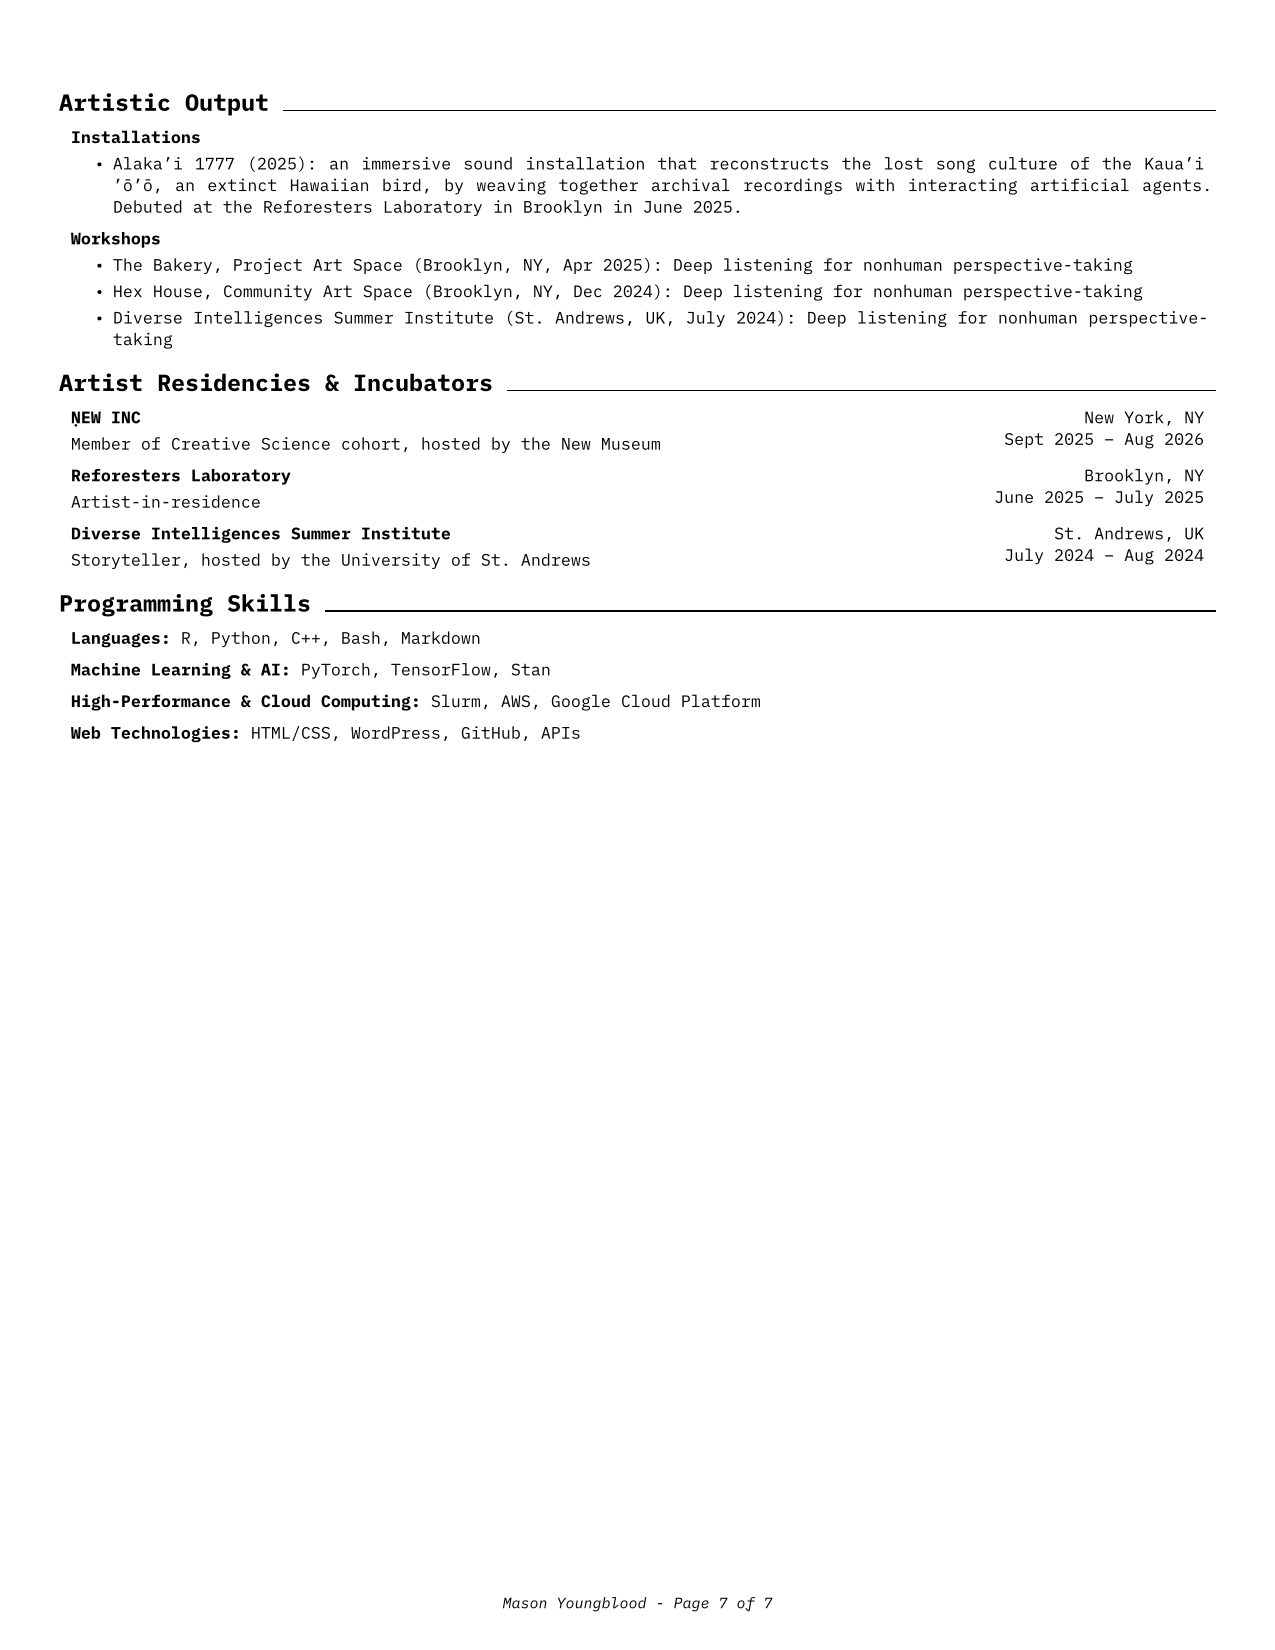 Artistic Output
Installations
• Alaka’i 1777 (2025): an immersive sound installation that reconstructs the lost song culture of the Kaua’i
’ō’ō, an extinct Hawaiian bird, by weaving together archival recordings with interacting artificial agents.
Debuted at the Reforesters Laboratory in Brooklyn in June 2025.
Workshops
• The Bakery, Project Art Space (Brooklyn, NY, Apr 2025): Deep listening for nonhuman perspective-taking
• Hex House, Community Art Space (Brooklyn, NY, Dec 2024): Deep listening for nonhuman perspective-taking
• Diverse Intelligences Summer Institute (St. Andrews, UK, July 2024): Deep listening for nonhuman perspective-
taking
Artist Residencies & Incubators
ṆEW INC New York, NY
Member of Creative Science cohort, hosted by the New Museum Sept 2025 – Aug 2026
Reforesters Laboratory Brooklyn, NY
Artist-in-residence June 2025 – July 2025
Diverse Intelligences Summer Institute St. Andrews, UK
Storyteller, hosted by the University of St. Andrews July 2024 – Aug 2024
Programming Skills
Languages: R, Python, C++, Bash, Markdown
Machine Learning & AI: PyTorch, TensorFlow, Stan
High-Performance & Cloud Computing: Slurm, AWS, Google Cloud Platform
Web Technologies: HTML/CSS, WordPress, GitHub, APIs
Mason Youngblood - Page 7 of 7